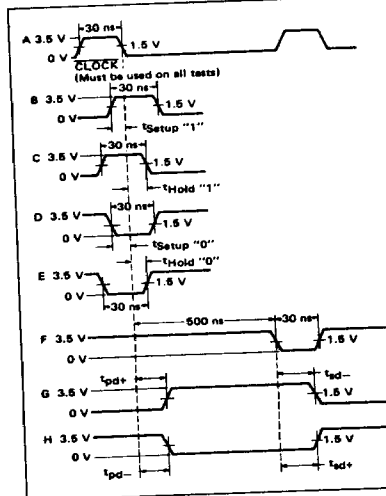 30 ns
A 3.5 V
1.5 V
0 V
CLOCK
(Must be used on all tests)
30 ns
B 3.5 V
1.5 V
0 V
tSetup "1"
30 ns
C 3.5 V
1.5 V
0 V
tHold "1"
30 ns
D 3.5 V
1.5 V
0 V
tSetup "0"
tHold "0"
E 3.5 V
1.5 V
0 V
30 ns
500 ns
30 ns
F 3.5 V
1.5 V
0 V
tpd+
tsd–
G 3.5 V
1.5 V
0 V
H 3.5 V
1.5 V
0 V
tpd–
tsd+